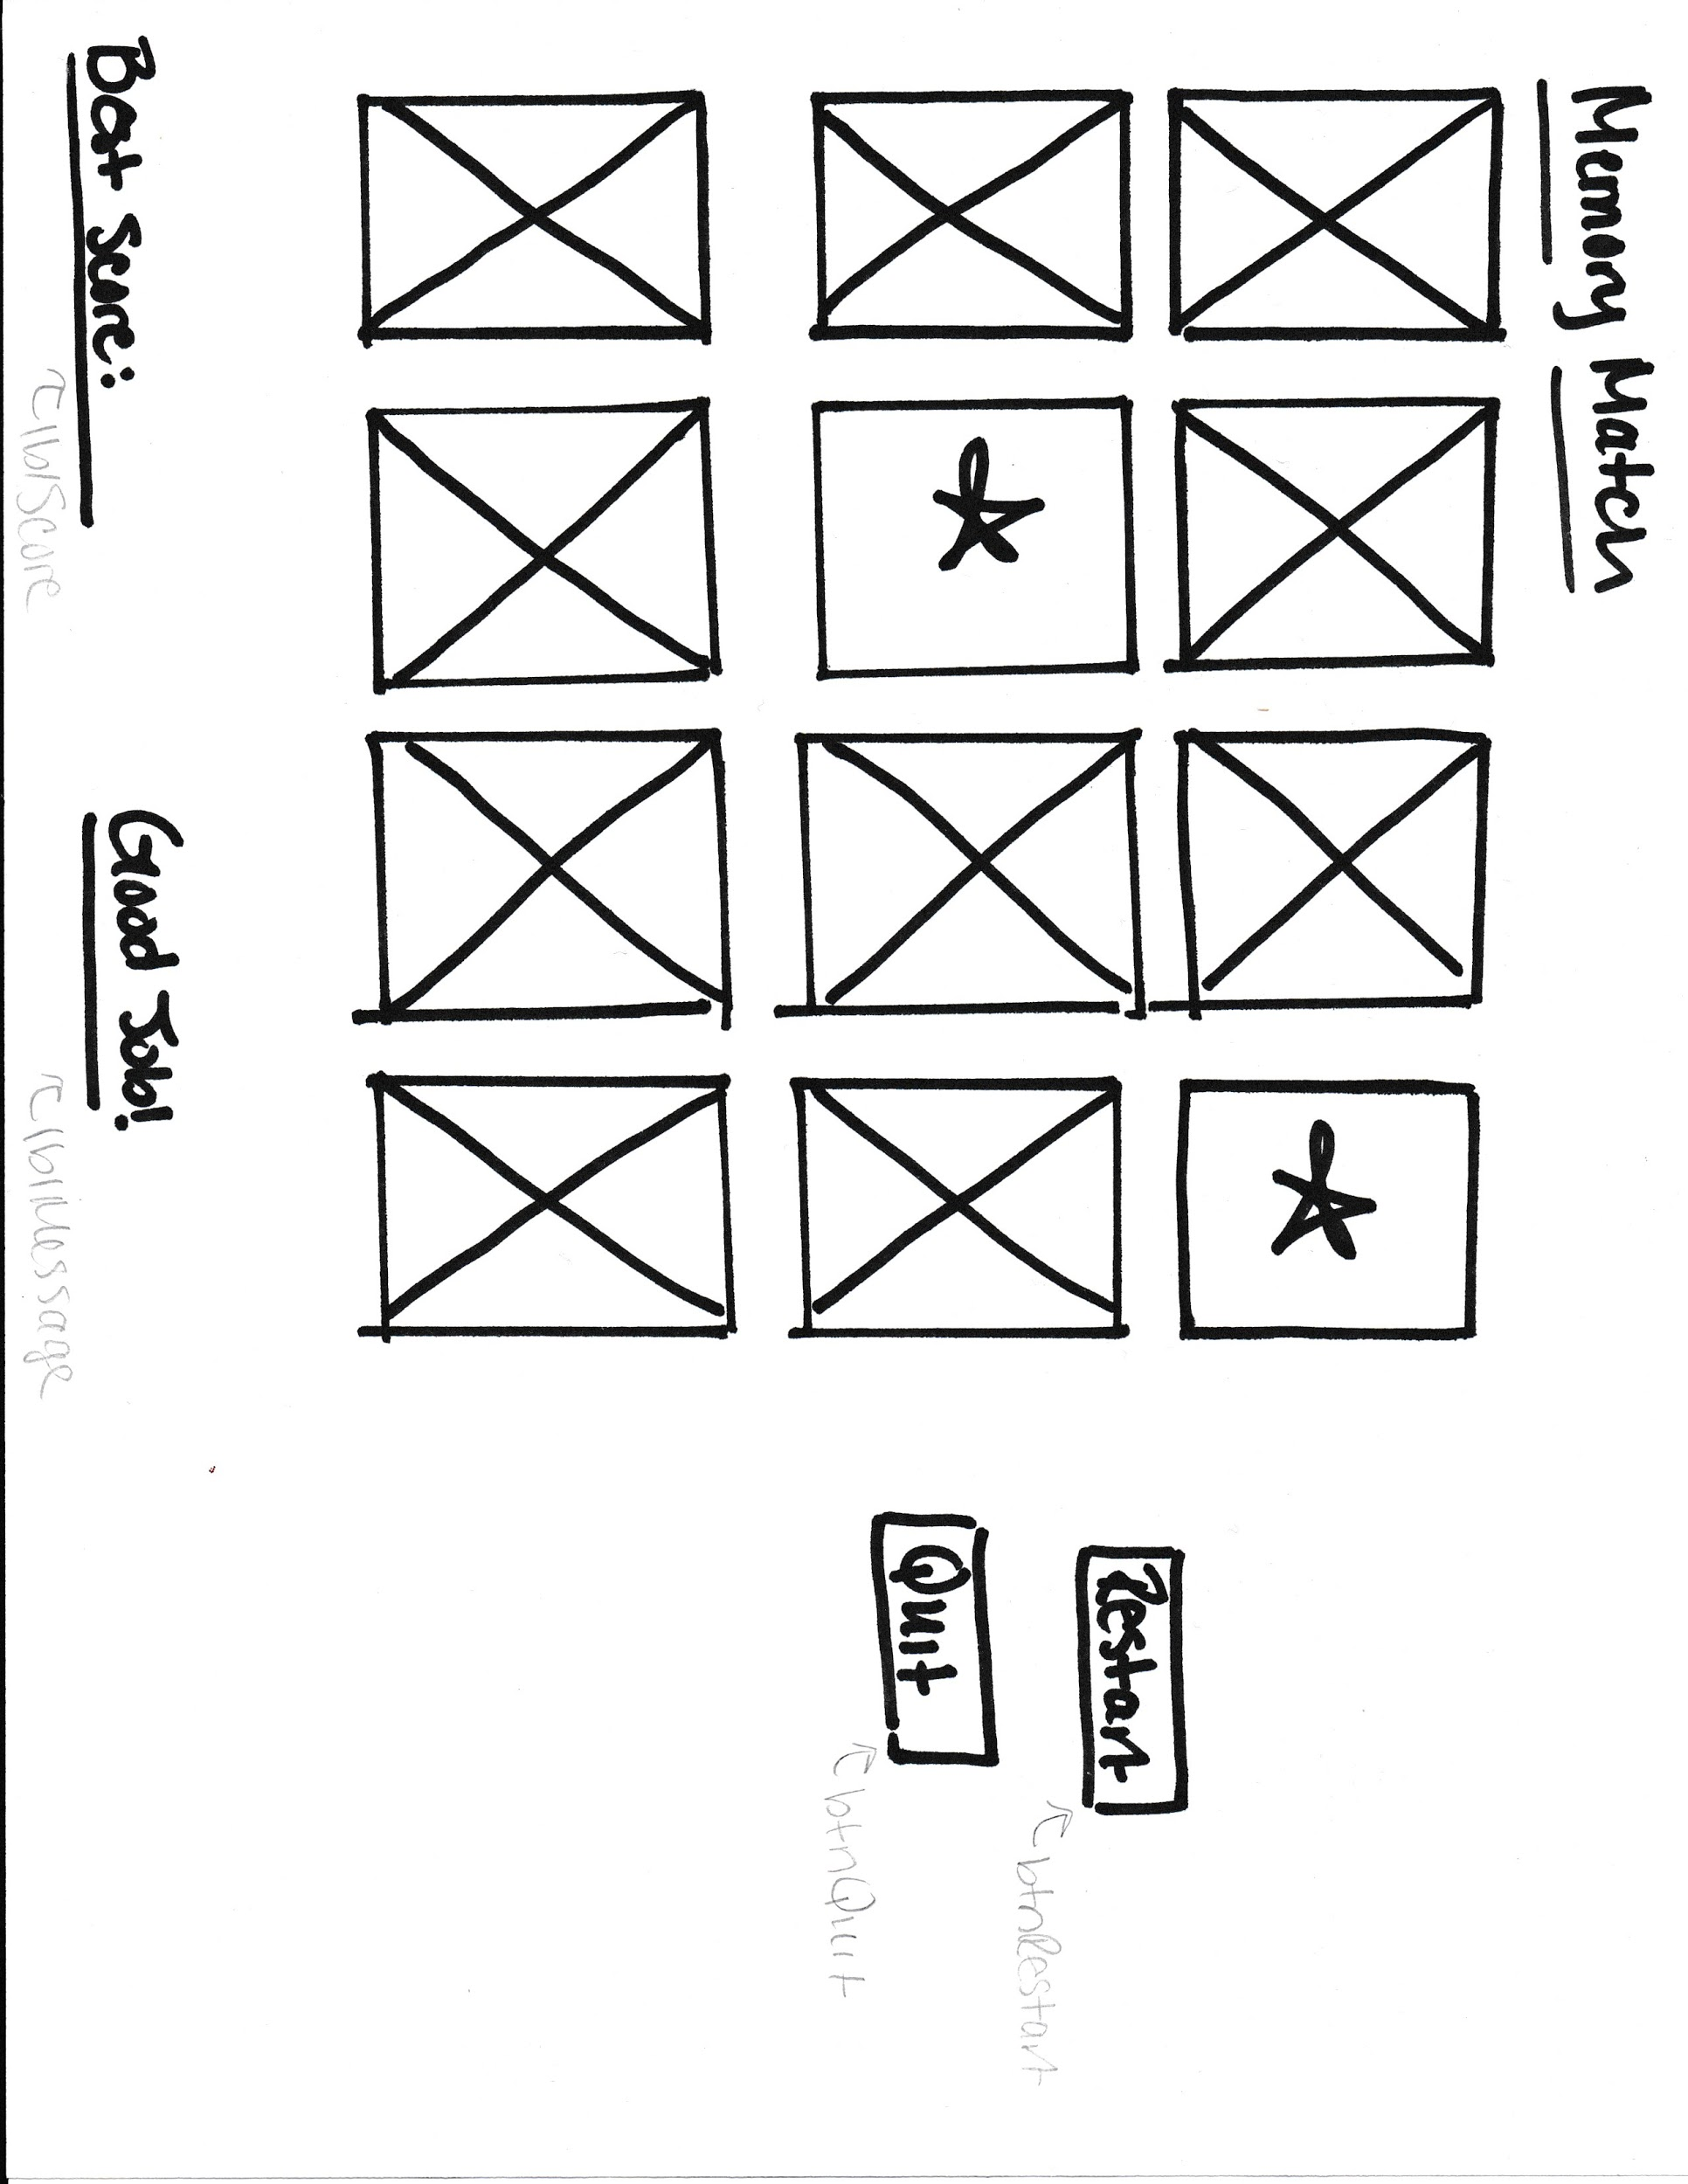 Memory Match
Restart
btnRestart
Quit
btnQuit
Best Score:
lblScore
Good Job!
lblMessage